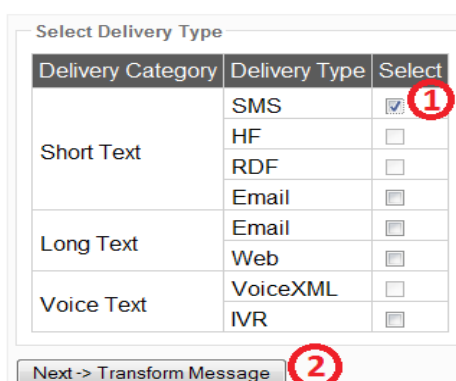 Select Delivery Type
Delivery Category Delivery Type Select
Short Text
SMS 1
HF
RDF
Email
Long Text
Email
Web
Voice Text
VoiceXML
IVR
Next -> Transform Message 2